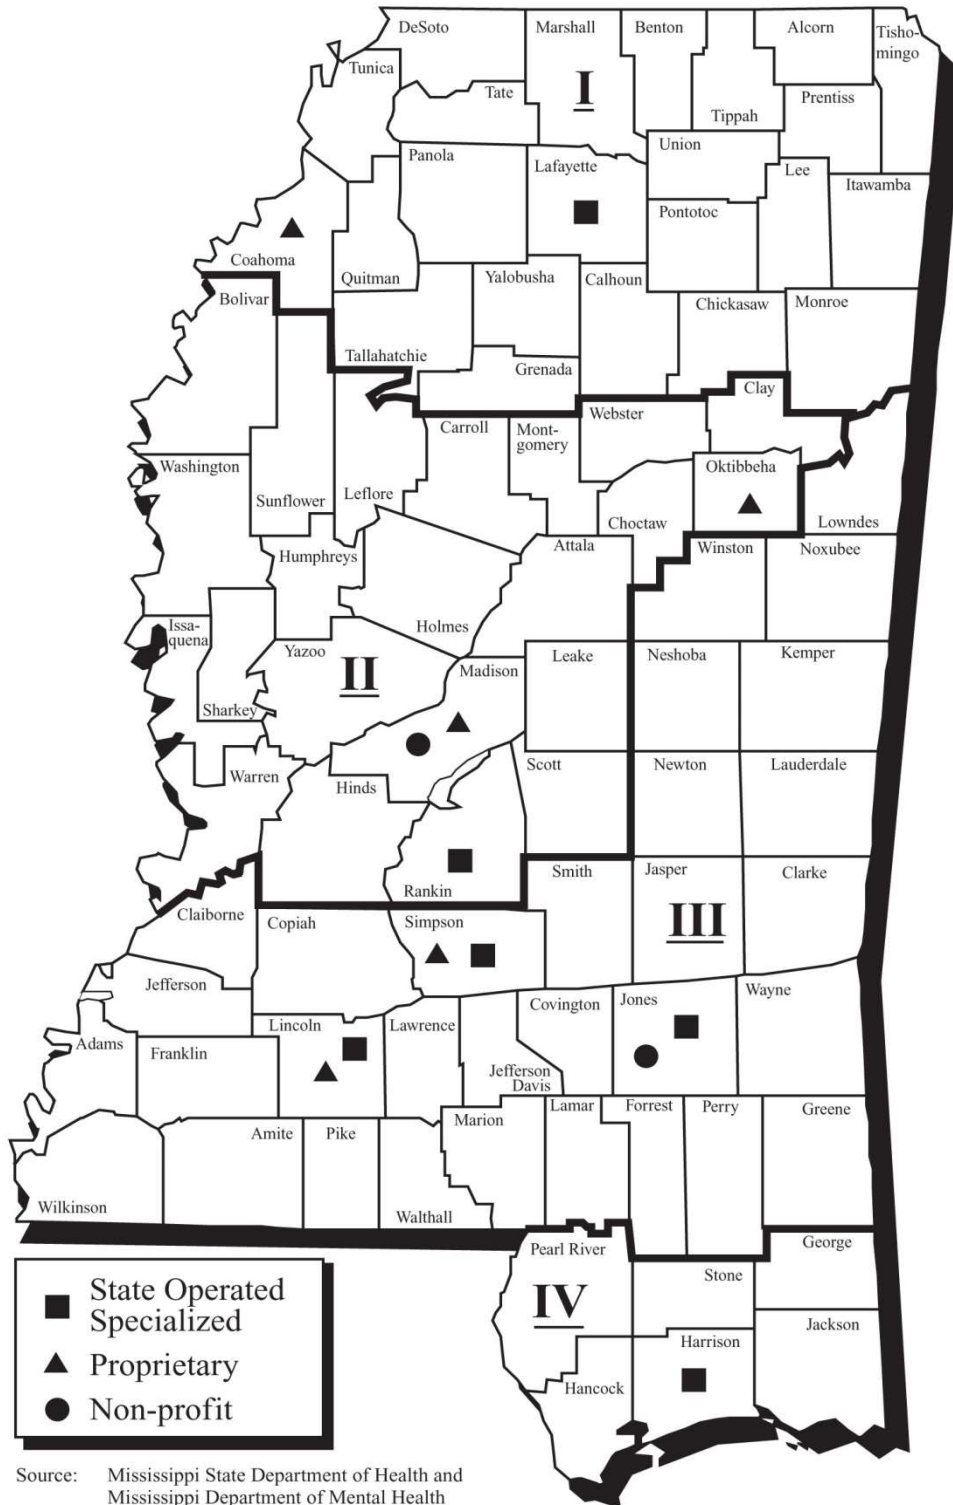 DeSoto
Marshall
Benton
Alcorn
Tisho-
mingo
Tunica
Tate
I
Tippah
Prentiss
Panola
Lafayette
Union
Lee
Itawamba
Pontotoc
Coahoma
Quitman
Yalobusha
Calhoun
Chickasaw
Monroe
Bolivar
Tallahatchie
Grenada
Clay
Carroll
Mont-
gomery
Webster
Washington
Sunflower
Leflore
Oktibbeha
Choctaw
Lowndes
Humphreys
Attala
Winston
Noxubee
Issa-
quena
Yazoo
Holmes
II
Madison
Leake
Neshoba
Kemper
Sharkey
Warren
Hinds
Scott
Newton
Lauderdale
Rankin
Smith
Jasper
Clarke
III
Claiborne
Copiah
Simpson
Jefferson
Covington
Jones
Wayne
Adams
Franklin
Lincoln
Lawrence
Jefferson
Davis
Marion
Lamar
Forrest
Perry
Greene
Amite
Pike
Wilkinson
Walthall
Pearl River
George
Stone
IV
Jackson
Harrison
Hancock
State Operated
Specialized
Proprietary
Non-profit
Source: Mississippi State Department of Health and
Mississippi Department of Mental Health